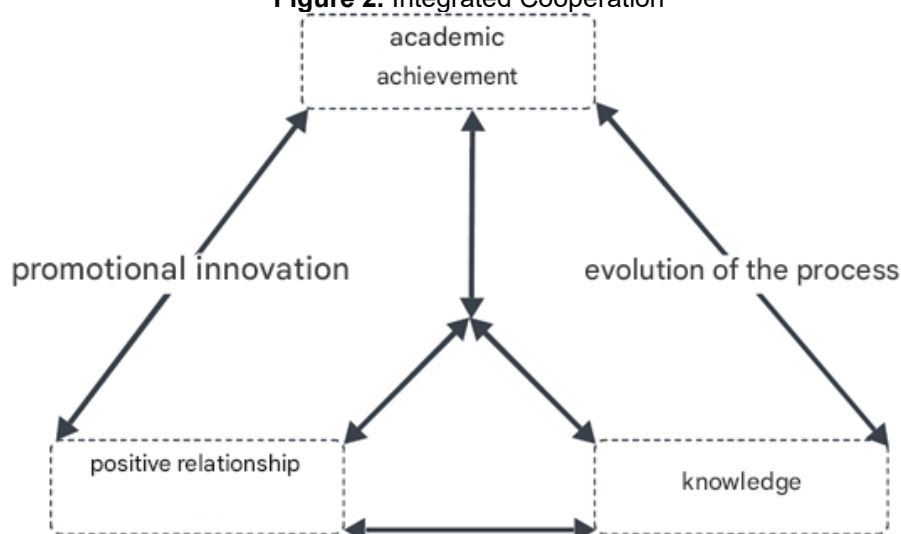 Figure 2. Integrated Cooperation
academic
achievement
promotional innovation
evolution of the process
positive relationship
knowledge